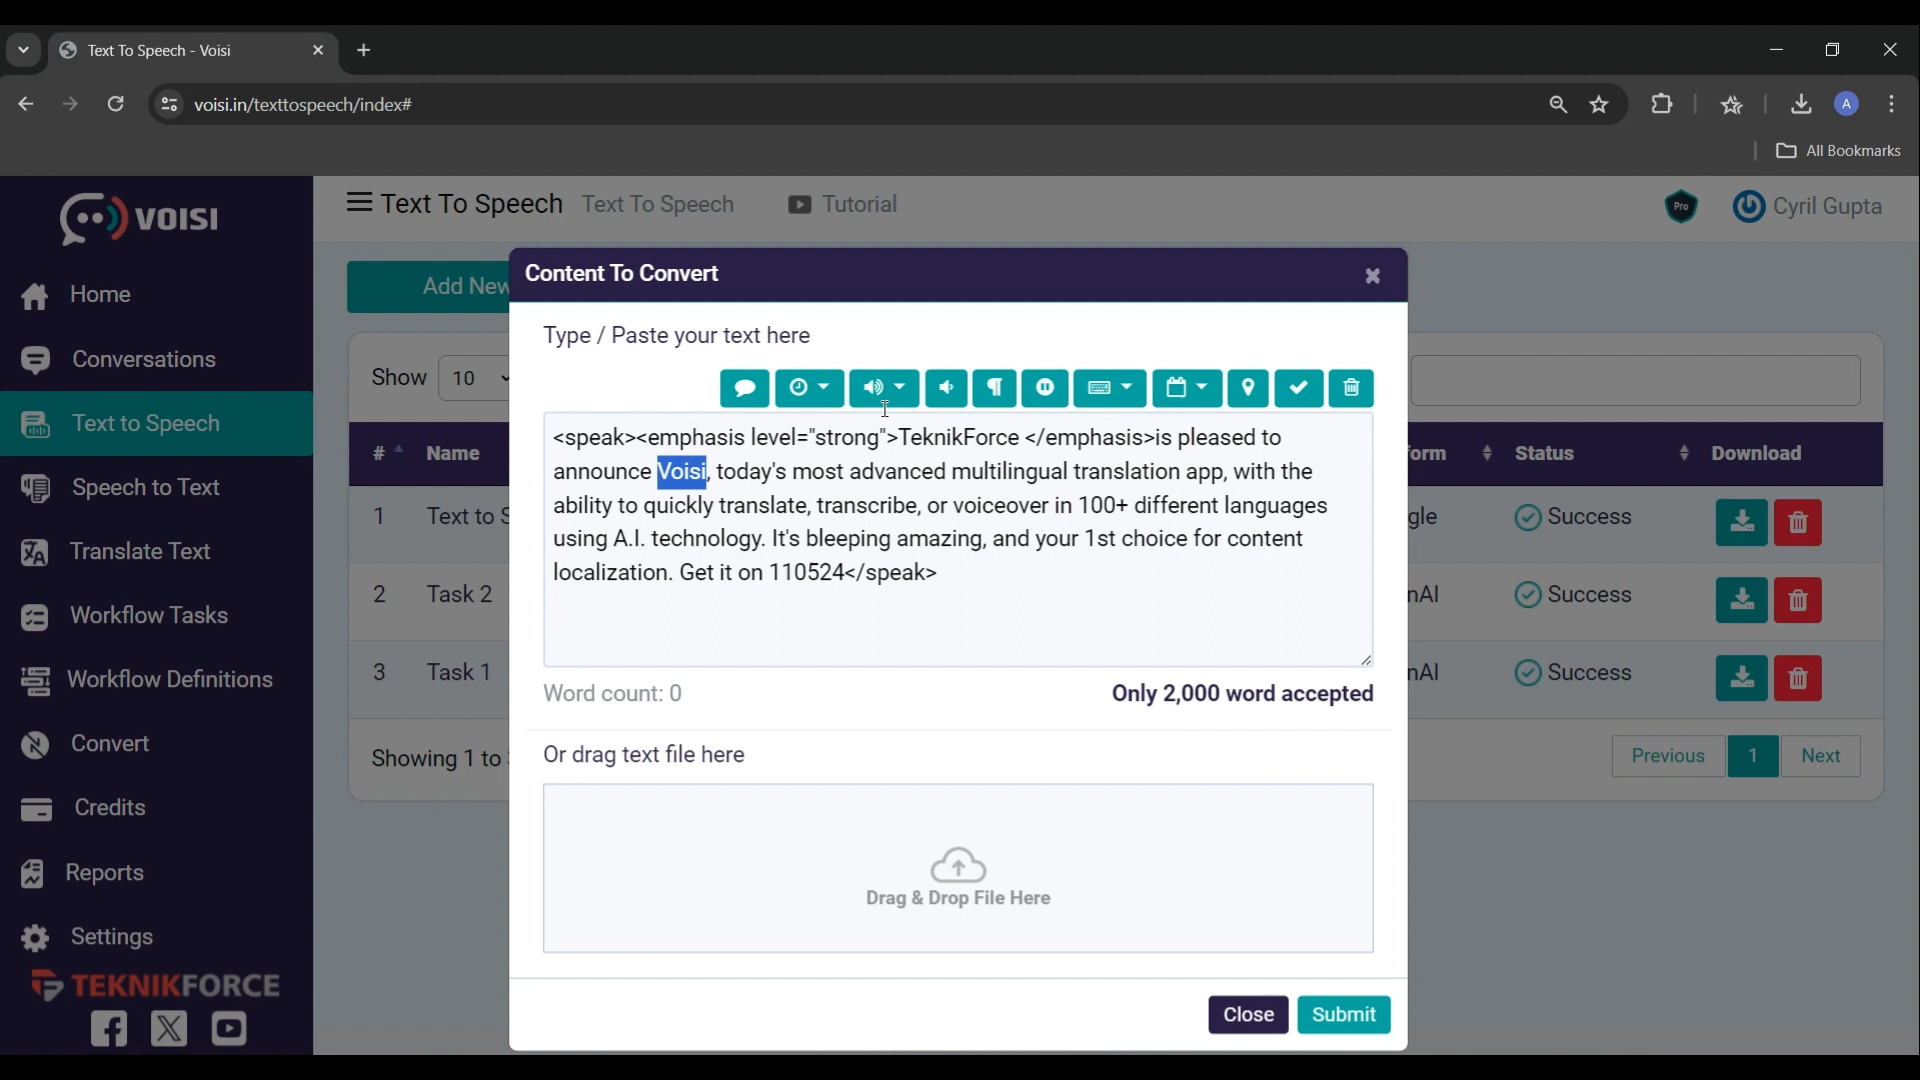 Text To Speech - Voisi
voisi.in/texttospeech/index#
A
All Bookmarks
VOISI
Text To Speech Text To Speech Tutorial
Pro
Cyril Gupta
Home
Conversations
Text to Speech
Speech to Text
Translate Text
Workflow Tasks
Workflow Definitions
Convert
Credits
Reports
Settings
TEKNIKFORCE
Add New
Show 10
# Name
orm Status Download
1 Text to S
gle Success
2 Task 2
nAI Success
3 Task 1
nAI Success
Showing 1 to
Previous 1 Next
Content To Convert
Type / Paste your text here
<speak><emphasis level="strong">TeknikForce </emphasis>is pleased to
announce Voisi, today's most advanced multilingual translation app, with the
ability to quickly translate, transcribe, or voiceover in 100+ different languages
using A.I. technology. It's bleeping amazing, and your 1st choice for content
localization. Get it on 110524</speak>
Word count: 0
Only 2,000 word accepted
Or drag text file here
Drag & Drop File Here
Close Submit